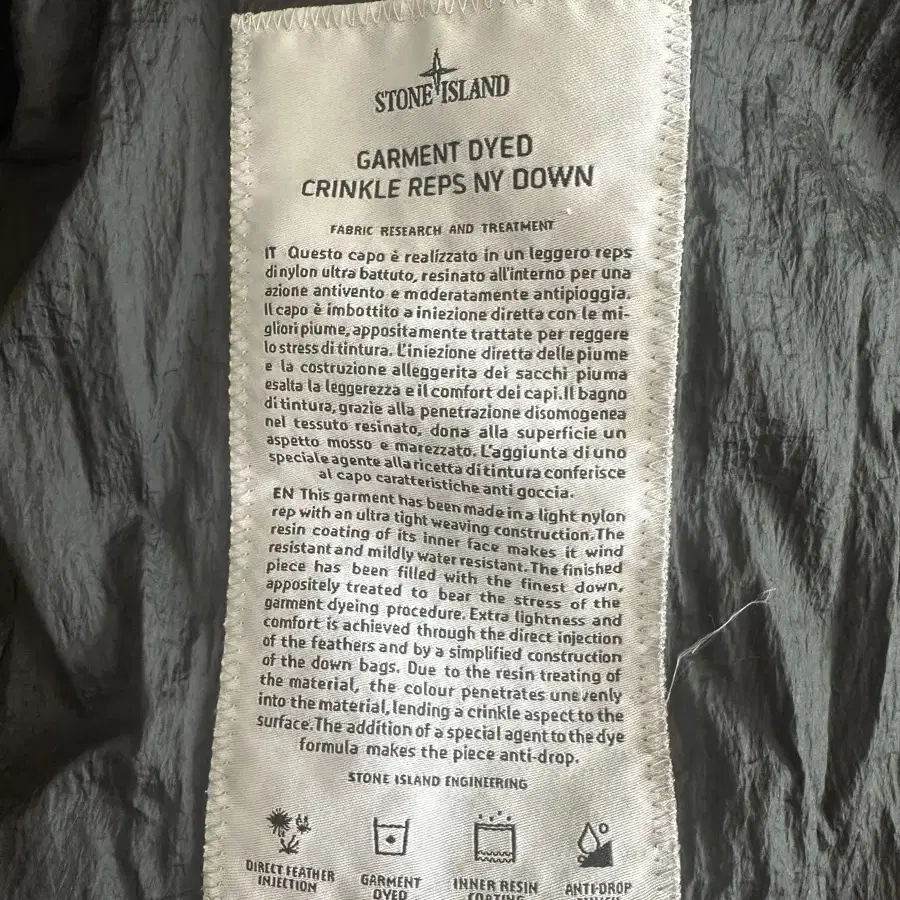 STONE ISLAND
GARMENT DYED
CRINKLE REPS NY DOWN
FABRIC RESEARCH AND TREATMENT
IT Questo capo è realizzato in un leggero reps
di nylon ultra battuto, resinato all'interno per una
azione antivento e moderatamente antipioggia.
Il capo è imbottito a iniezione diretta con le mi-
gliori piume, appositamente trattate per reggere
lo stress di tintura. L'iniezione diretta delle piume
e la costruzione alleggerita dei sacchi piuma
esalta la leggerezza e il comfort dei capi. Il bagno
di tintura, grazie alla penetrazione disomogenea
nel tessuto resinato, dona alla superficie un
aspetto mosso e marezzato. L'aggiunta di uno
speciale agente alla ricetta di tintura conferisce
al capo caratteristiche anti goccia.
EN This garment has been made in a light nylon
rep with an ultra tight weaving construction. The
resin coating of its inner face makes it wind
resistant and mildly water resistant. The finished
piece has been filled with the finest down,
appositely treated to bear the stress of the
garment dyeing procedure. Extra lightness and
comfort is achieved through the direct injection
of the feathers and by a simplified construction
of the down bags. Due to the resin treating of
the material, the colour penetrates unevenly
into the material, lending a crinkle aspect to the
surface. The addition of a special agent to the dye
formula makes the piece anti-drop.
STONE ISLAND ENGINEERING
DIRECT FEATHER
INJECTION
GARMENT
DYED
INNER RESIN
COATING
ANTI-DROP